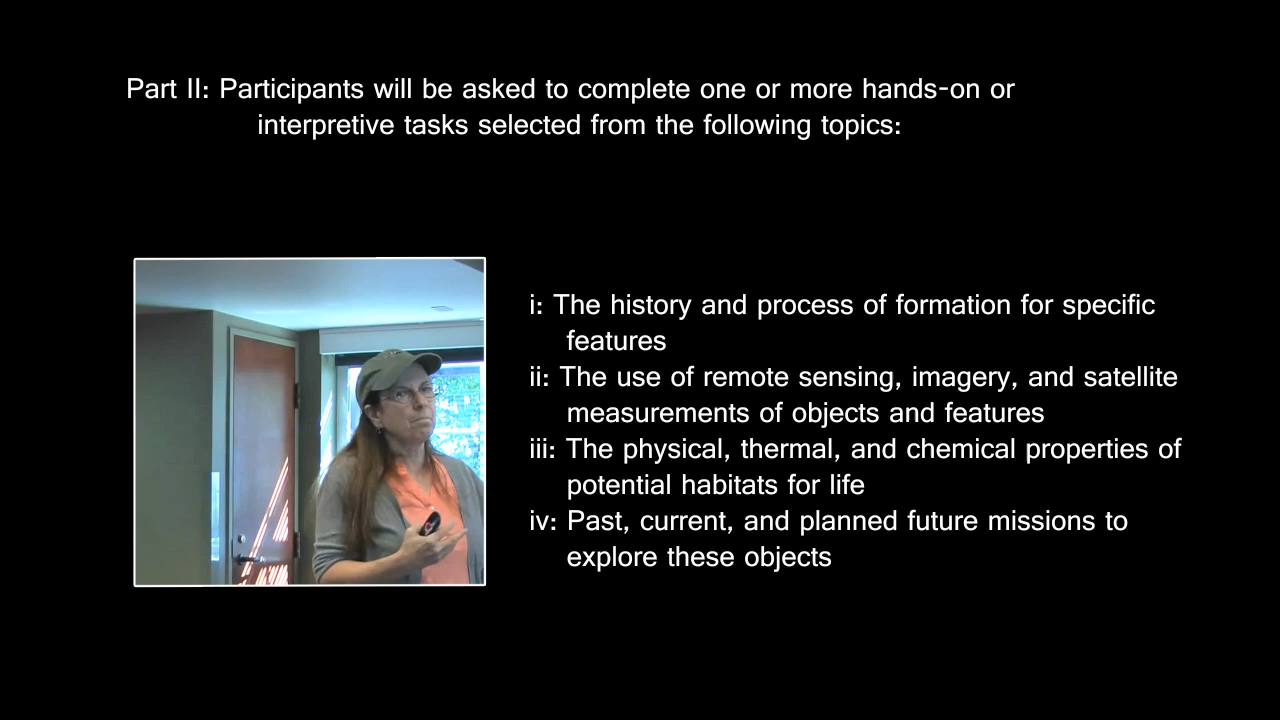 Part II: Participants will be asked to complete one or more hands-on or
interpretive tasks selected from the following topics:
i: The history and process of formation for specific
features
ii: The use of remote sensing, imagery, and satellite
measurements of objects and features
iii: The physical, thermal, and chemical properties of
potential habitats for life
iv: Past, current, and planned future missions to
explore these objects